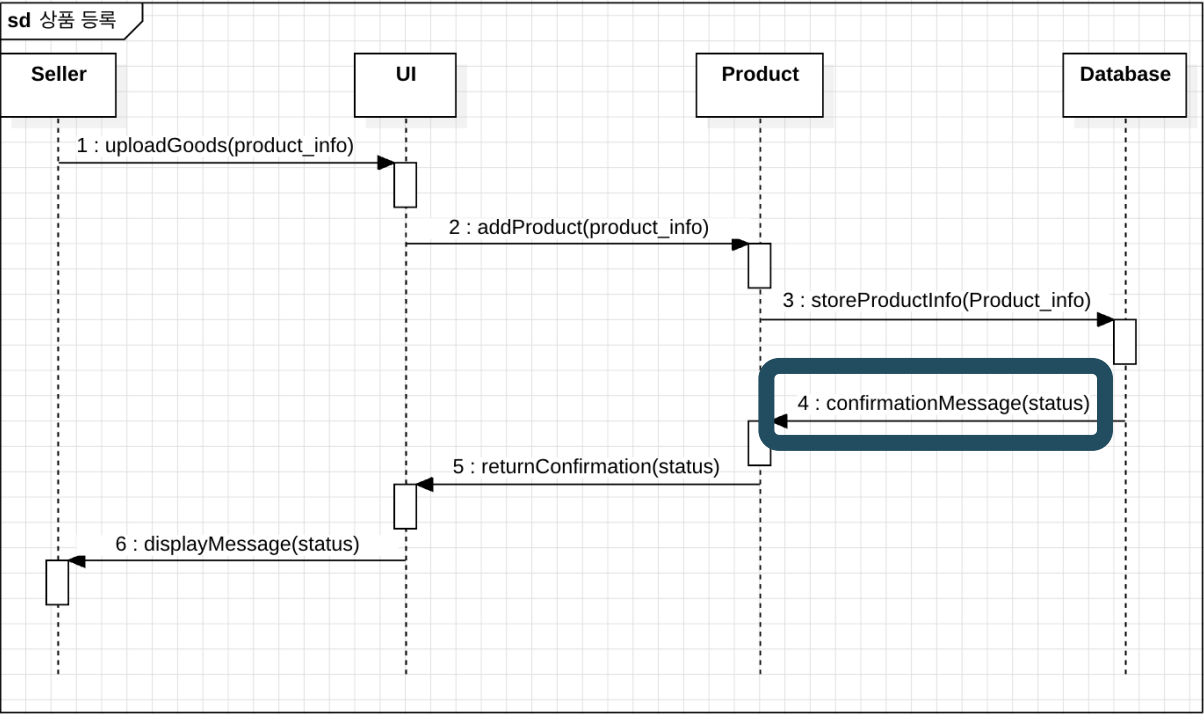 sd 상품 등록
Seller
UI
Product
Database
1 : uploadGoods(product_info)
2 : addProduct(product_info)
3 : storeProductInfo(Product_info)
4 : confirmationMessage(status)
5 : returnConfirmation(status)
6 : displayMessage(status)